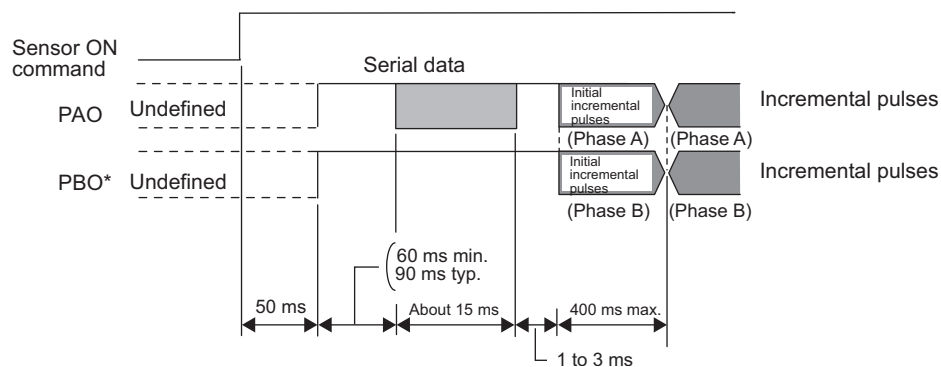 Sensor ON
command
Serial data
PAO
Undefined
Initial
incremental
pulses
(Phase A)
(Phase A)
Incremental pulses
PBO*
Undefined
Initial
incremental
pulses
(Phase B)
(Phase B)
Incremental pulses
60 ms min.
90 ms typ.
50 ms
About 15 ms
400 ms max.
1 to 3 ms